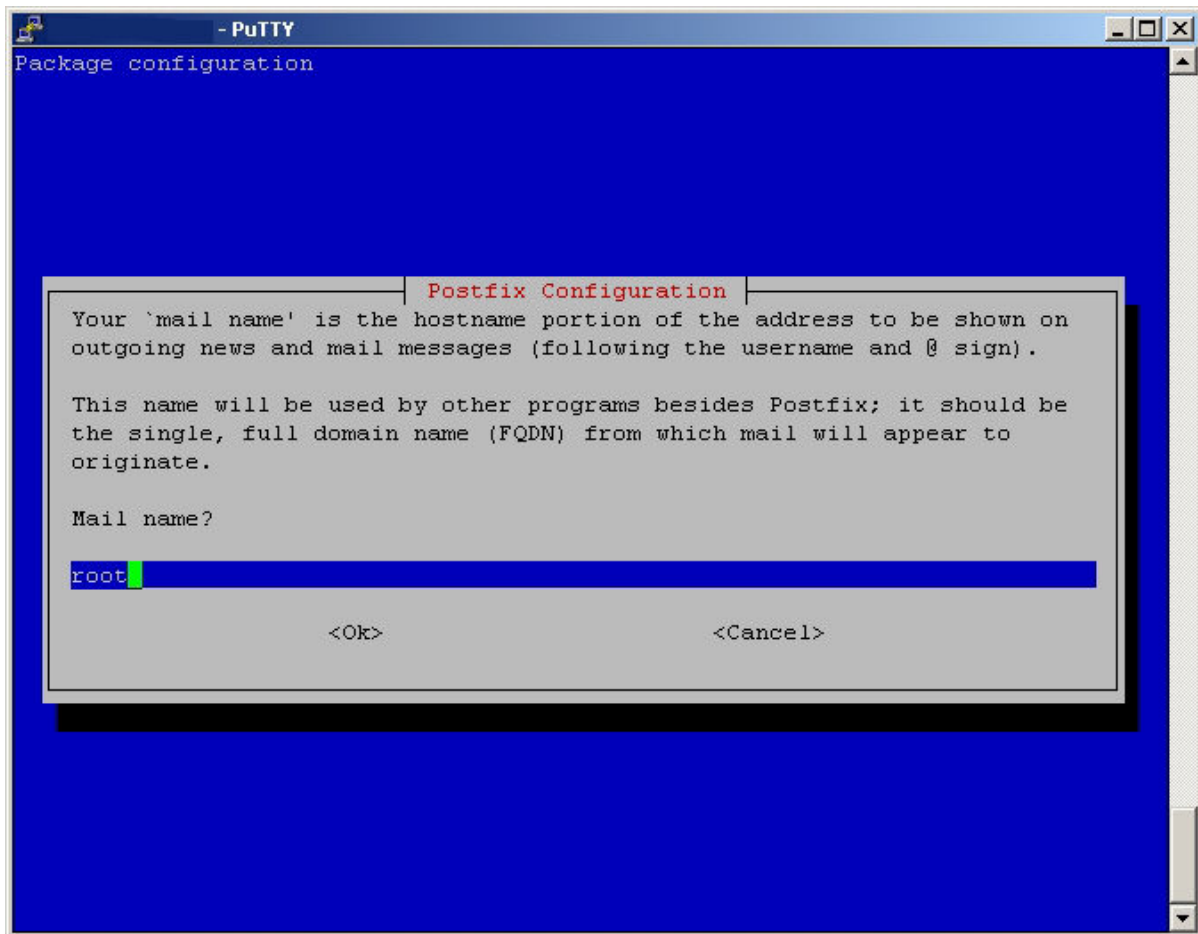 - PuTTY
Package configuration
Postfix Configuration
Your `mail name' is the hostname portion of the address to be shown on
outgoing news and mail messages (following the username and @ sign).
This name will be used by other programs besides Postfix; it should be
the single, full domain name (FQDN) from which mail will appear to
originate.
Mail name?
root
<Ok> <Cancel>